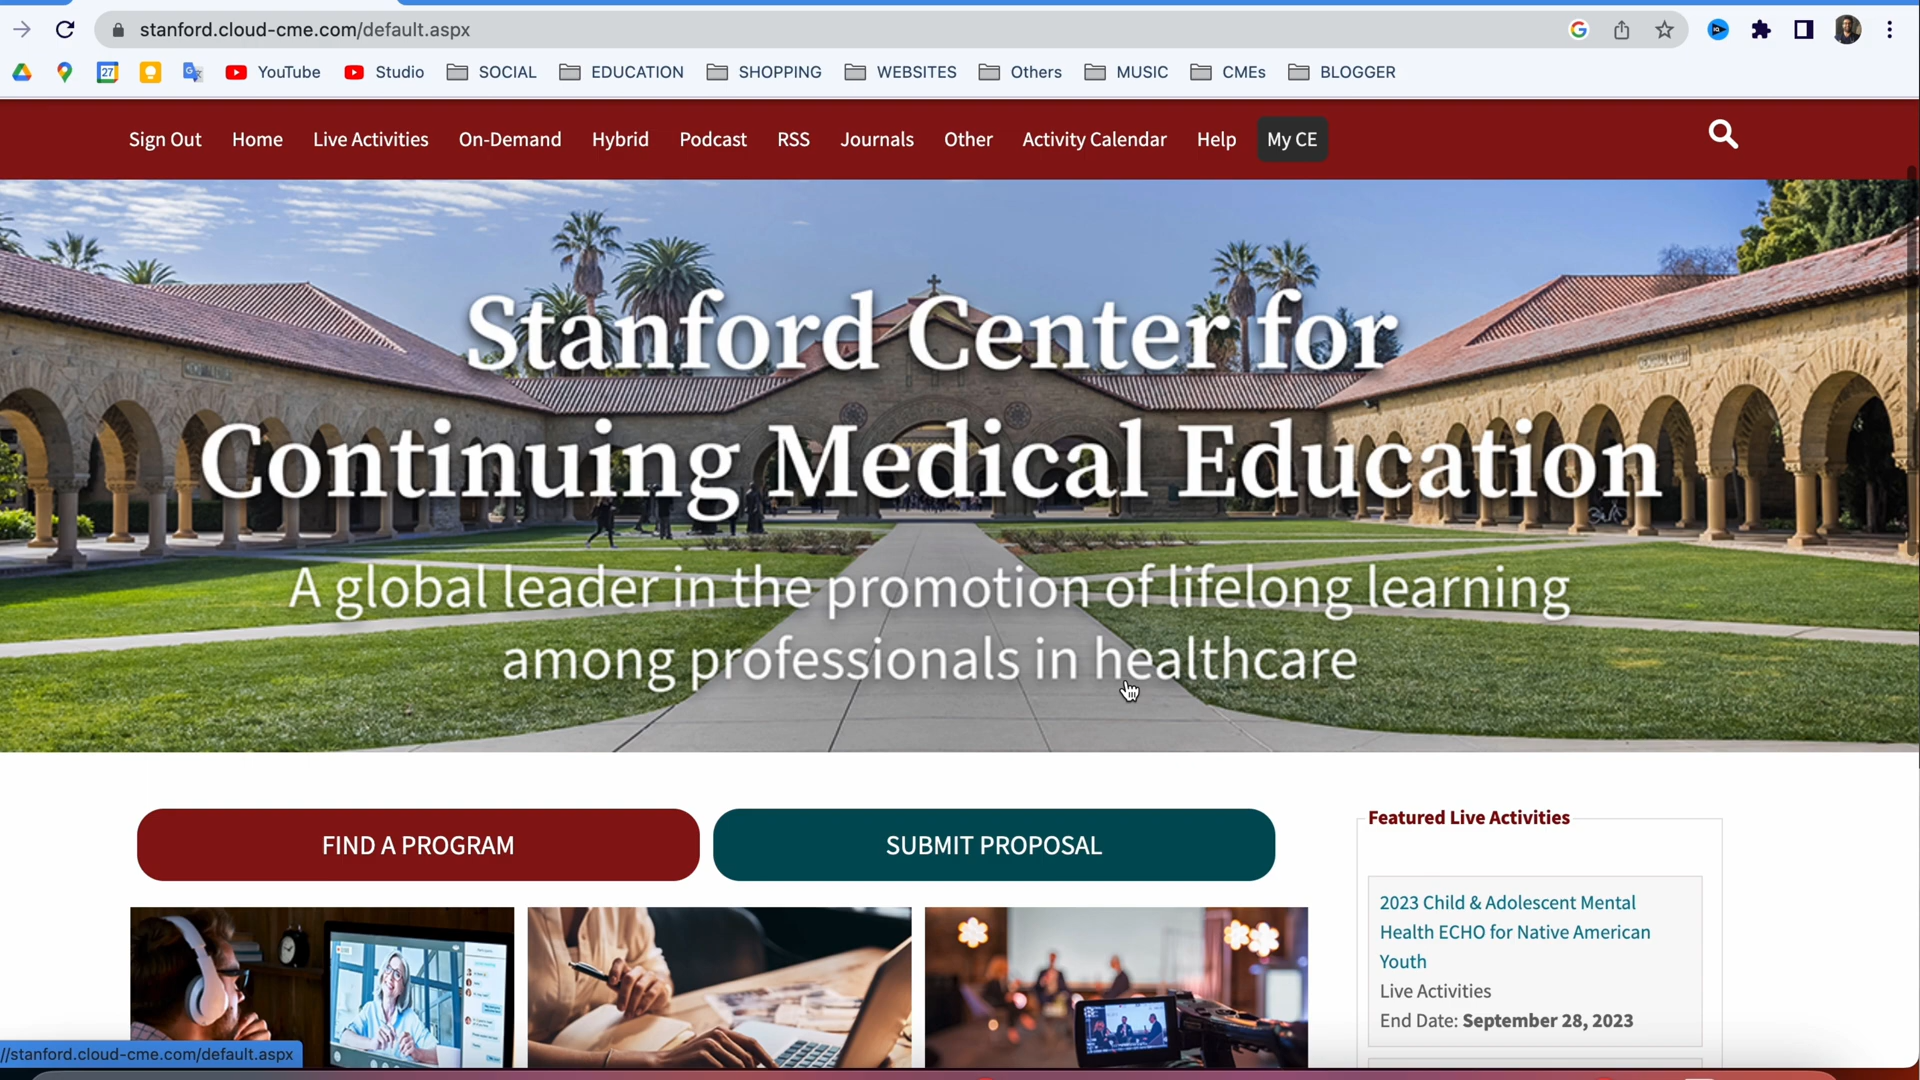 stanford.cloud-cme.com/default.aspx
27
YouTube Studio SOCIAL EDUCATION SHOPPING WEBSITES Others MUSIC CMEs BLOGGER
Sign Out Home Live Activities On-Demand Hybrid Podcast RSS Journals Other Activity Calendar Help My CE
Stanford Center for
Continuing Medical Education
A global leader in the promotion of lifelong learning
among professionals in healthcare
FIND A PROGRAM
SUBMIT PROPOSAL
Featured Live Activities
2023 Child & Adolescent Mental
Health ECHO for Native American
Youth
Live Activities
End Date: September 28, 2023
//stanford.cloud-cme.com/default.aspx